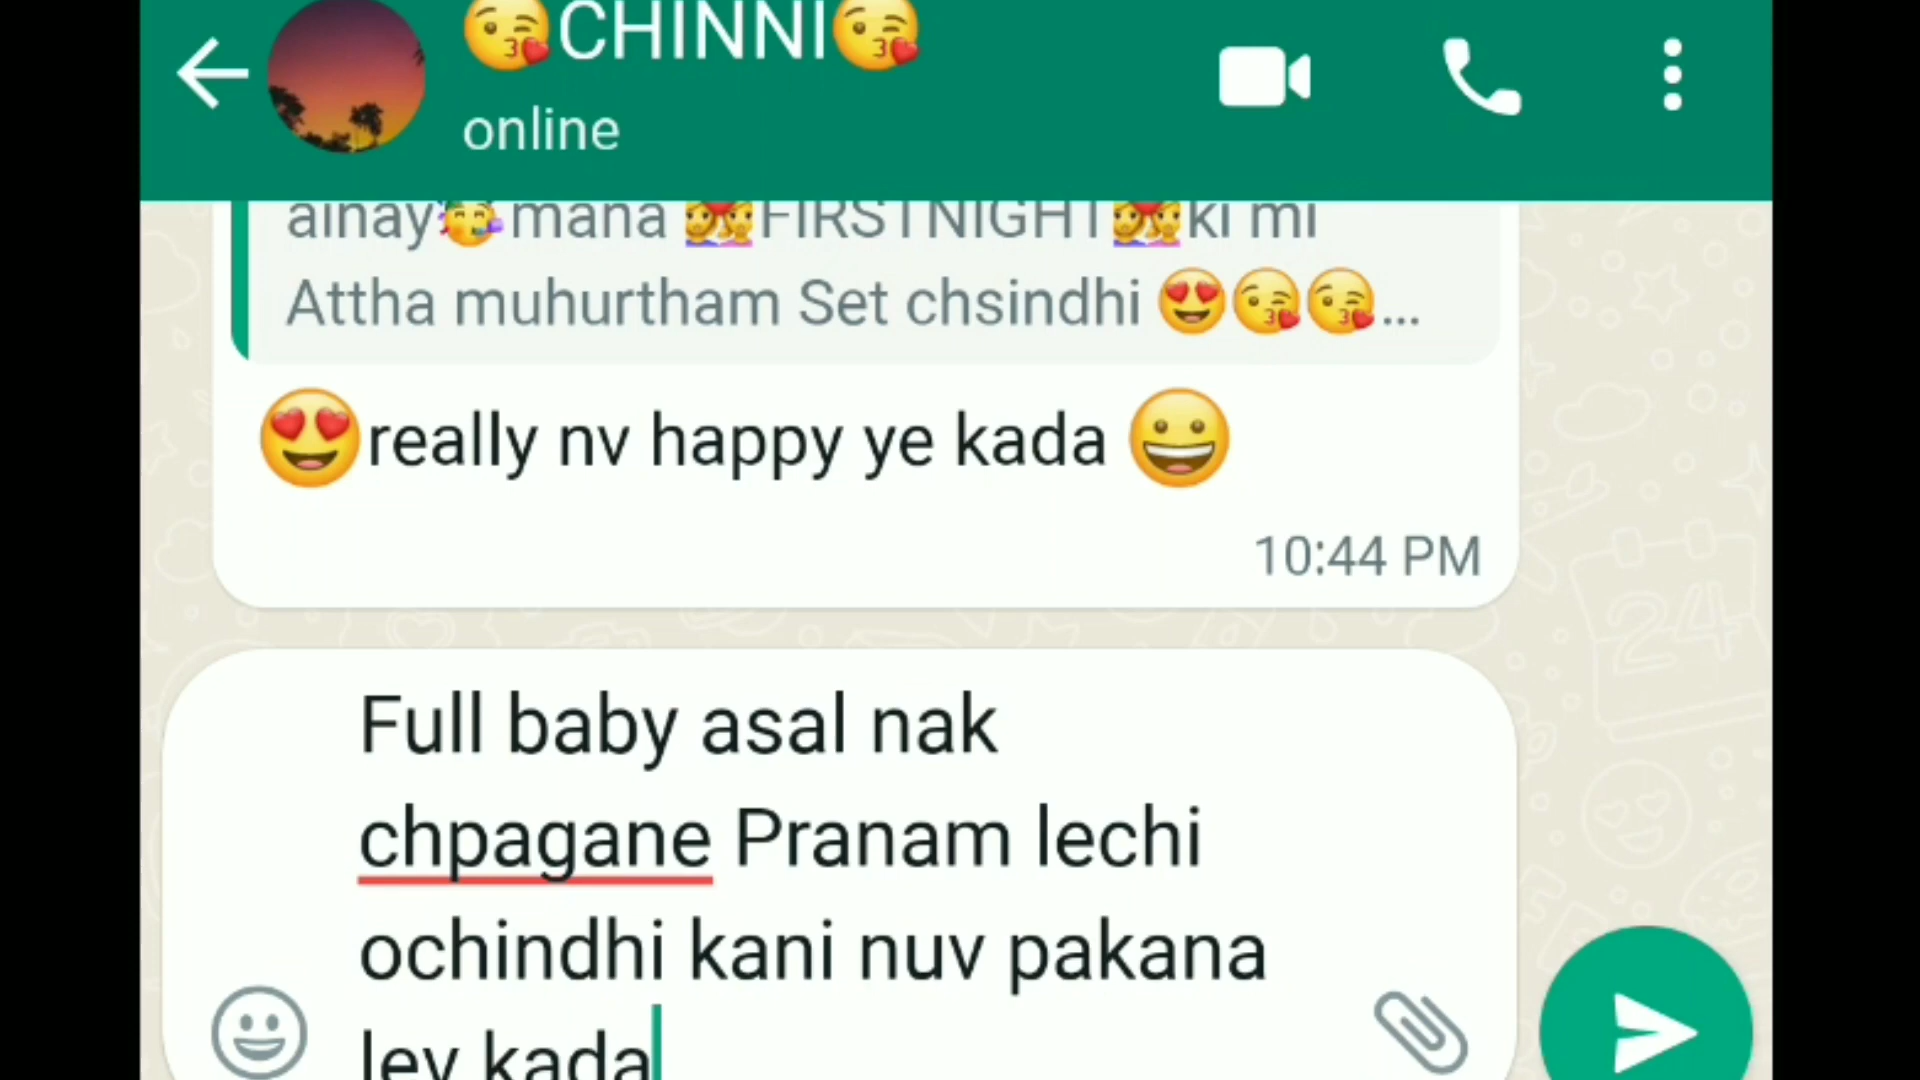 😘CHINNI😘
online
ainay🥳mana 👩‍❤️‍👩FIRSTNIGHT👩‍❤️‍👩ki mi
Attha muhurtham Set chsindhi 😍😘😘...
😍really nv happy ye kada 😀
10:44 PM
Full baby asal nak
chpagane Pranam lechi
ochindhi kani nuv pakana
lev kada